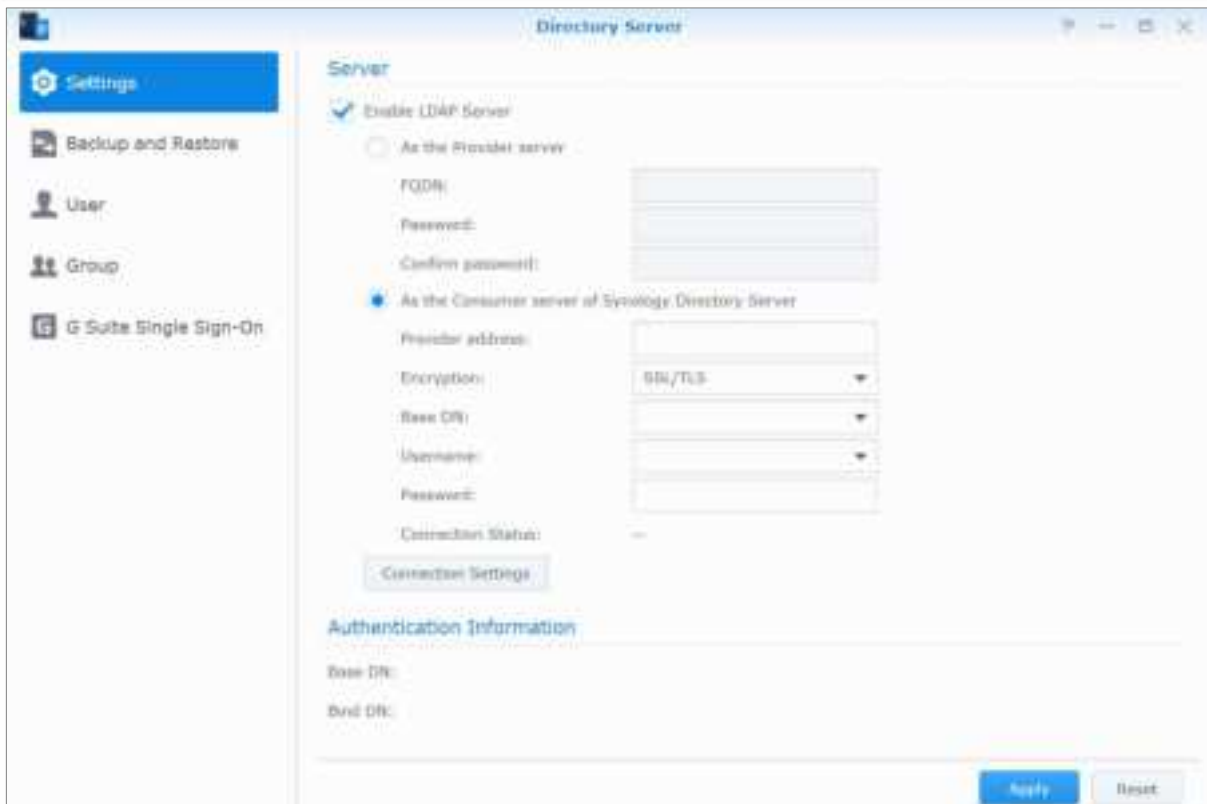 Directory Server
Settings
Backup and Restore
User
Group
G Suite Single Sign-On
Server
Enable LDAP Server
As the Provider server
FQDN:
Password:
Confirm password:
As the Consumer server of Synology Directory Server
Provider address:
Encryption: SSL/TLS
Base DN:
Username:
Password:
Connection Status: --
Connection Settings
Authentication Information
Base DN:
Bind DN:
Apply Reset